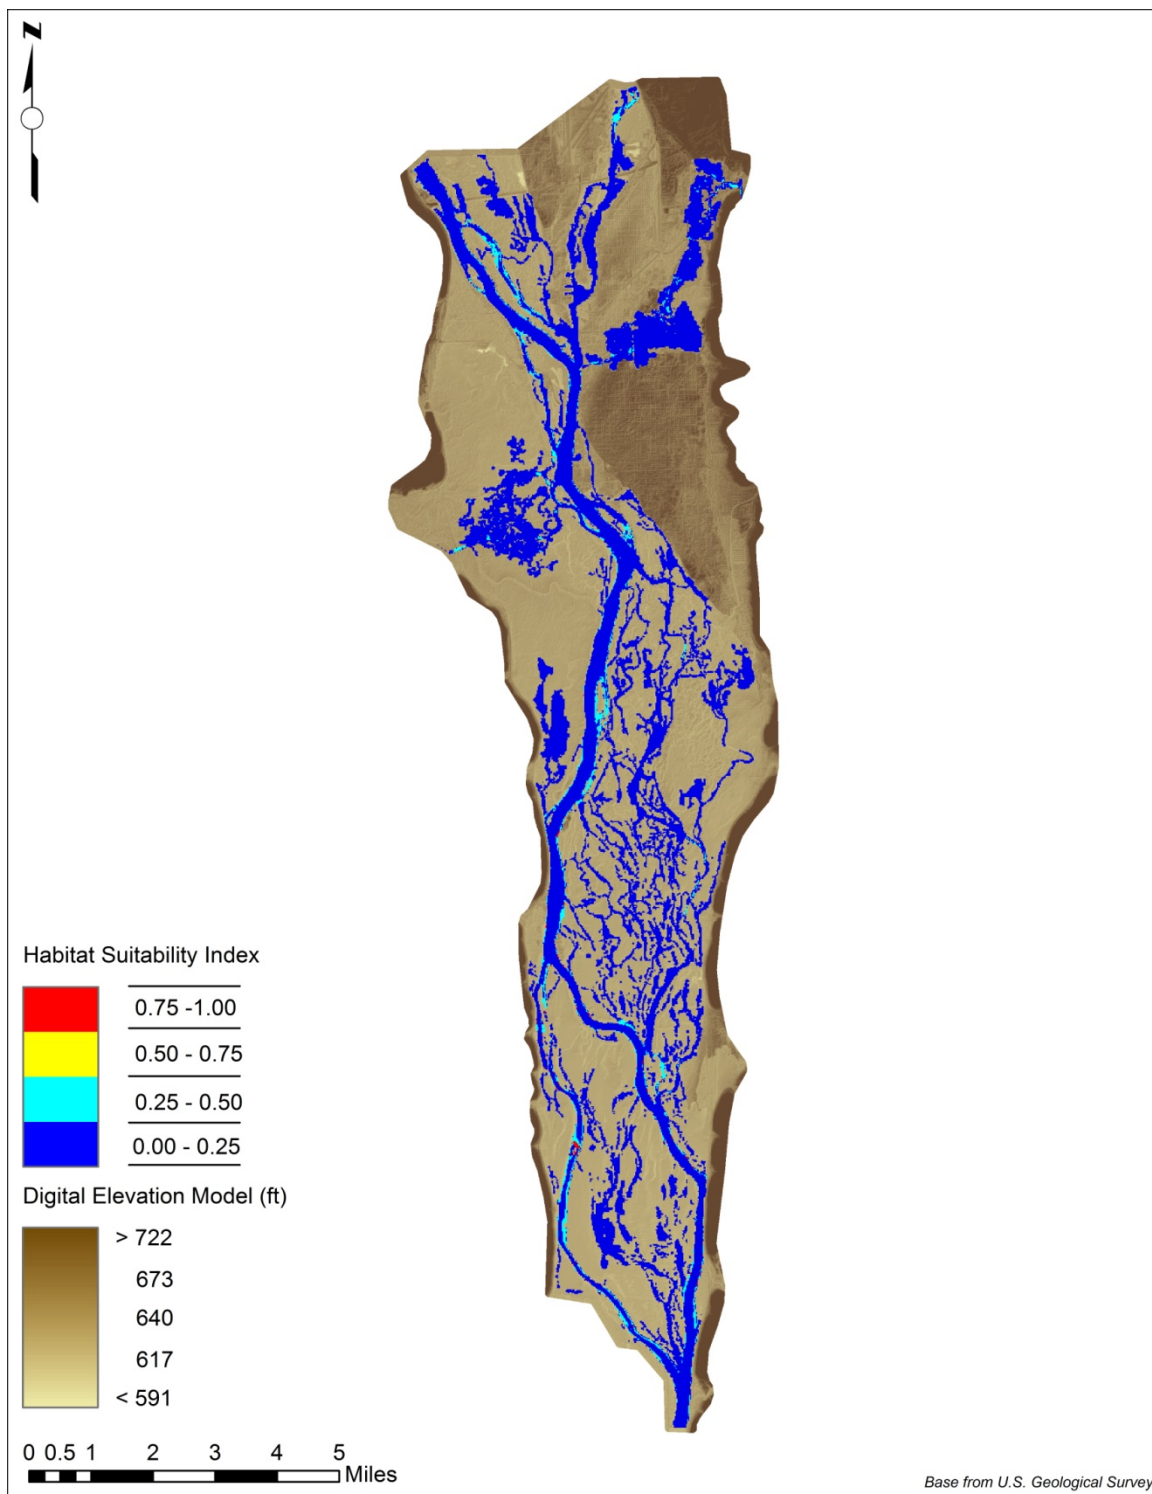 N
Habitat Suitability Index
0.75 -1.00
0.50 - 0.75
0.25 - 0.50
0.00 - 0.25
Digital Elevation Model (ft)
> 722
673
640
617
< 591
0 0.5 1 2 3 4 5
Miles
Base from U.S. Geological Survey